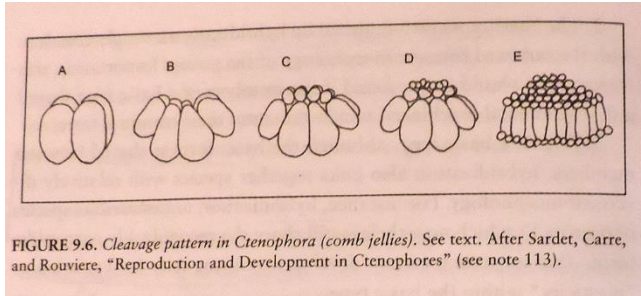 A B C D E
FIGURE 9.6. Cleavage pattern in Ctenophora (comb jellies). See text. After Sardet, Carre,
and Rouviere, “Reproduction and Development in Ctenophores” (see note 113).